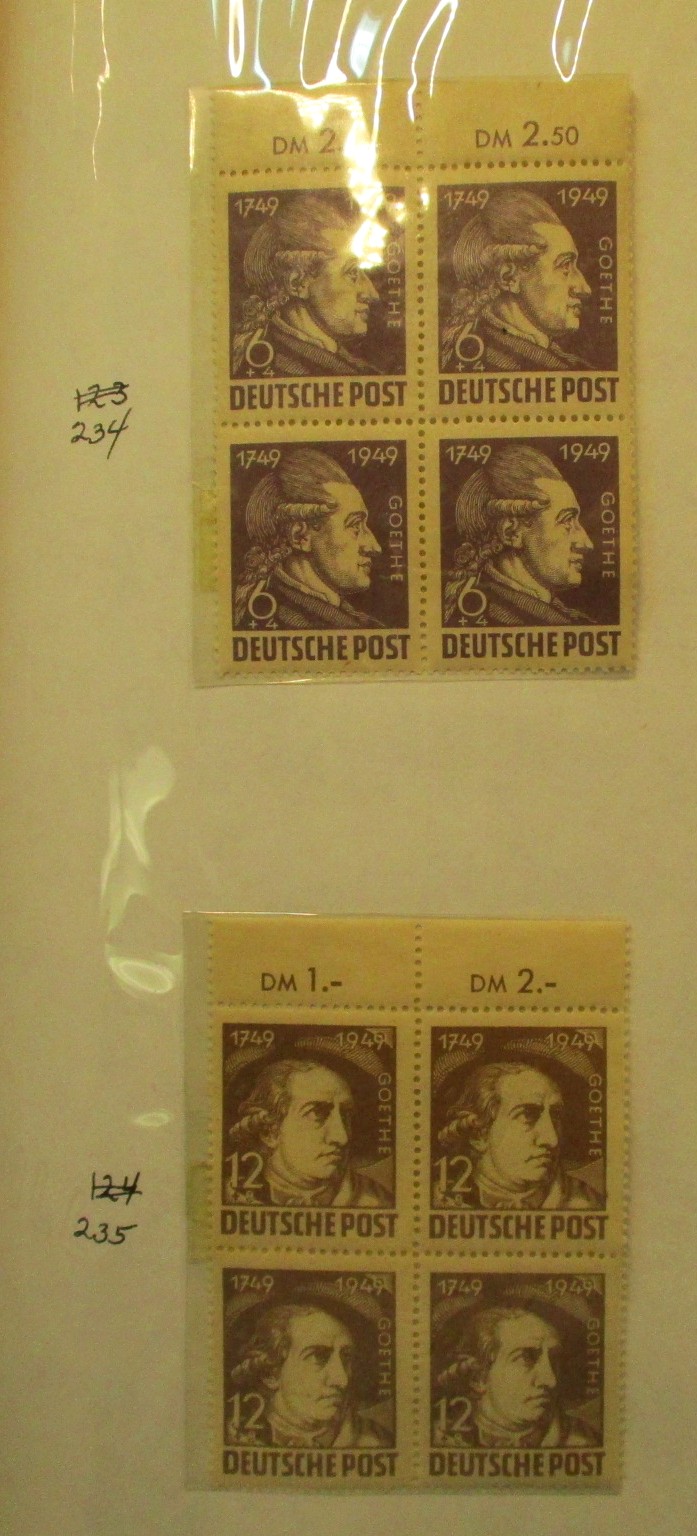 DM 2.
DM 2.50
1749
1749 1949
GOETHE
GOETHE
6
+4
6
+4
DEUTSCHE POST
DEUTSCHE POST
123
234
1749 1949
1749 1949
GOETHE
GOETHE
6
+4
6
+4
DEUTSCHE POST
DEUTSCHE POST
DM 1.-
DM 2.-
1749 1949
1749 1949
GOETHE
GOETHE
12
12
DEUTSCHE POST
DEUTSCHE POST
124
235
1749 1949
1749 1949
GOETHE
GOETHE
12
12
DEUTSCHE POST
DEUTSCHE POST